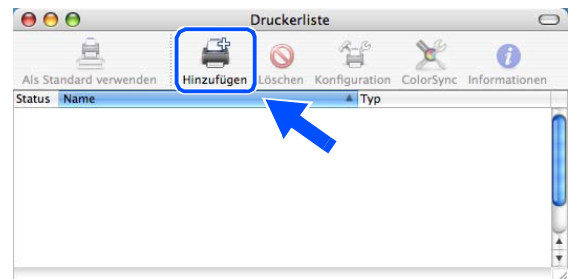 Druckerliste
Als Standard verwenden Hinzufügen Löschen Konfiguration ColorSync Informationen
Status Name Typ